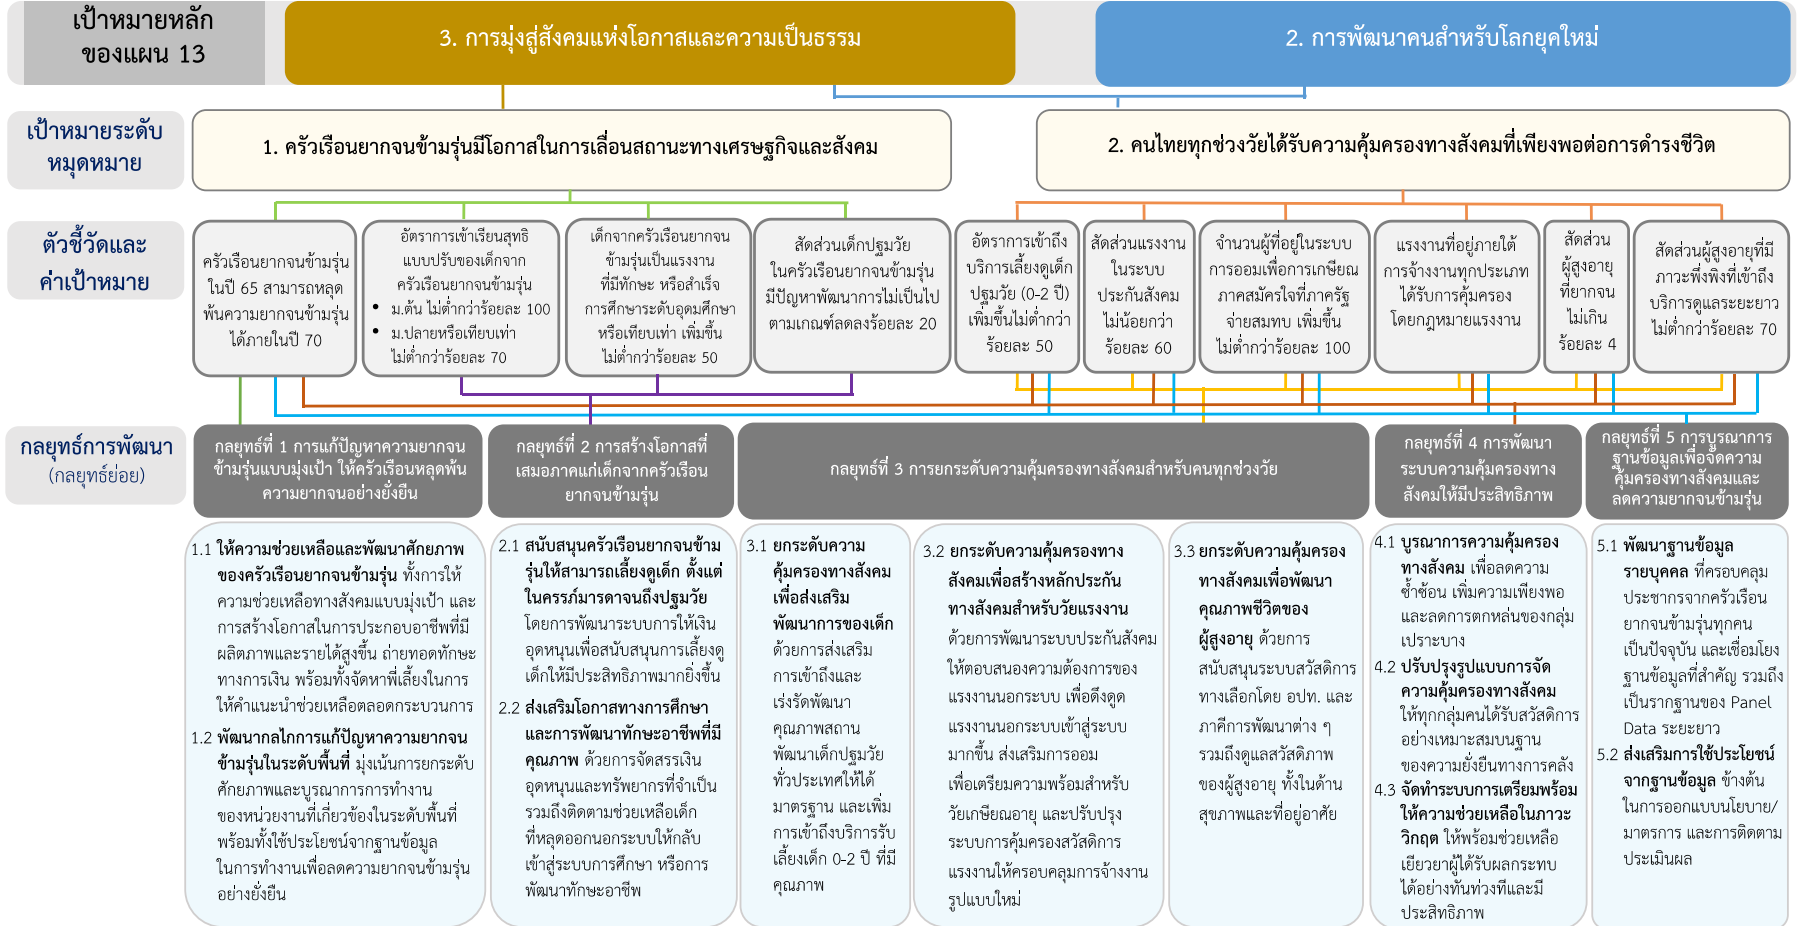 เป้าหมายหลัก
ของแผน 13
3. การมุ่งสู่สังคมแห่งโอกาสและความเป็นธรรม
2. การพัฒนาคนสำหรับโลกยุคใหม่
เป้าหมายระดับ
หมุดหมาย
1. ครัวเรือนยากจนข้ามรุ่นมีโอกาสในการเลื่อนสถานะทางเศรษฐกิจและสังคม
2. คนไทยทุกช่วงวัยได้รับความคุ้มครองทางสังคมที่เพียงพอต่อการดำรงชีวิต
ตัวชี้วัดและ
ค่าเป้าหมาย
ครัวเรือนยากจนข้ามรุ่น
ในปี 65 สามารถหลุด
พ้นความยากจนข้ามรุ่น
ได้ภายในปี 70
อัตราการเข้าเรียนสุทธิ
แบบปรับของเด็กจาก
ครัวเรือนยากจนข้ามรุ่น
• ม.ต้น ไม่ต่ำกว่าร้อยละ 100
• ม.ปลายหรือเทียบเท่า
ไม่ต่ำกว่าร้อยละ 70
เด็กจากครัวเรือนยากจน
ข้ามรุ่นเป็นแรงงาน
ที่มีทักษะ หรือสำเร็จ
การศึกษาระดับอุดมศึกษา
หรือเทียบเท่า เพิ่มขึ้น
ไม่ต่ำกว่าร้อยละ 50
สัดส่วนเด็กปฐมวัย
ในครัวเรือนยากจนข้ามรุ่น
มีปัญหาพัฒนาการไม่เป็นไป
ตามเกณฑ์ลดลงร้อยละ 20
อัตราการเข้าถึง
บริการเลี้ยงดูเด็ก
ปฐมวัย (0-2 ปี)
เพิ่มขึ้นไม่ต่ำกว่า
ร้อยละ 50
สัดส่วนแรงงาน
ในระบบ
ประกันสังคม
ไม่น้อยกว่า
ร้อยละ 60
จำนวนผู้ที่อยู่ในระบบ
การออมเพื่อการเกษียณ
ภาคสมัครใจที่ภาครัฐ
จ่ายสมทบ เพิ่มขึ้น
ไม่ต่ำกว่าร้อยละ 100
แรงงานที่อยู่ภายใต้
การจ้างงานทุกประเภท
ได้รับการคุ้มครอง
โดยกฎหมายแรงงาน
สัดส่วน
ผู้สูงอายุ
ที่ยากจน
ไม่เกิน
ร้อยละ 4
สัดส่วนผู้สูงอายุที่มี
ภาวะพึ่งพิงที่เข้าถึง
บริการดูแลระยะยาว
ไม่ต่ำกว่าร้อยละ 70
กลยุทธ์การพัฒนา
(กลยุทธ์ย่อย)
กลยุทธ์ที่ 1 การแก้ปัญหาความยากจน
ข้ามรุ่นแบบมุ่งเป้า ให้ครัวเรือนหลุดพ้น
ความยากจนอย่างยั่งยืน
กลยุทธ์ที่ 2 การสร้างโอกาสที่
เสมอภาคแก่เด็กจากครัวเรือน
ยากจนข้ามรุ่น
กลยุทธ์ที่ 3 การยกระดับความคุ้มครองทางสังคมสำหรับคนทุกช่วงวัย
กลยุทธ์ที่ 4 การพัฒนา
ระบบความคุ้มครองทาง
สังคมให้มีประสิทธิภาพ
กลยุทธ์ที่ 5 การบูรณาการ
ฐานข้อมูลเพื่อจัดความ
คุ้มครองทางสังคมและ
ลดความยากจนข้ามรุ่น
1.1 ให้ความช่วยเหลือและพัฒนาศักยภาพ
ของครัวเรือนยากจนข้ามรุ่น ทั้งการให้
ความช่วยเหลือทางสังคมแบบมุ่งเป้า และ
การสร้างโอกาสในการประกอบอาชีพที่มี
ผลิตภาพและรายได้สูงขึ้น ถ่ายทอดทักษะ
ทางการเงิน พร้อมทั้งจัดหาพี่เลี้ยงในการ
ให้คำแนะนำช่วยเหลือตลอดกระบวนการ
1.2 พัฒนากลไกการแก้ปัญหาความยากจน
ข้ามรุ่นในระดับพื้นที่ มุ่งเน้นการยกระดับ
ศักยภาพและบูรณาการการทำงาน
ของหน่วยงานที่เกี่ยวข้องในระดับพื้นที่
พร้อมทั้งใช้ประโยชน์จากฐานข้อมูล
ในการทำงานเพื่อลดความยากจนข้ามรุ่น
อย่างยั่งยืน
2.1 สนับสนุนครัวเรือนยากจนข้าม
รุ่นให้สามารถเลี้ยงดูเด็ก ตั้งแต่
ในครรภ์มารดาจนถึงปฐมวัย
โดยการพัฒนาระบบการให้เงิน
อุดหนุนเพื่อสนับสนุนการเลี้ยงดู
เด็กให้มีประสิทธิภาพมากยิ่งขึ้น
2.2 ส่งเสริมโอกาสทางการศึกษา
และการพัฒนาทักษะอาชีพที่มี
คุณภาพ ด้วยการจัดสรรเงิน
อุดหนุนและทรัพยากรที่จำเป็น
รวมถึงติดตามช่วยเหลือเด็ก
ที่หลุดออกนอกระบบให้กลับ
เข้าสู่ระบบการศึกษา หรือการ
พัฒนาทักษะอาชีพ
3.1 ยกระดับความ
คุ้มครองทางสังคม
เพื่อส่งเสริม
พัฒนาการของเด็ก
ด้วยการส่งเสริม
การเข้าถึงและ
เร่งรัดพัฒนา
คุณภาพสถาน
พัฒนาเด็กปฐมวัย
ทั่วประเทศให้ได้
มาตรฐาน และเพิ่ม
การเข้าถึงบริการรับ
เลี้ยงเด็ก 0-2 ปี ที่มี
คุณภาพ
3.2 ยกระดับความคุ้มครองทาง
สังคมเพื่อสร้างหลักประกัน
ทางสังคมสำหรับวัยแรงงาน
ด้วยการพัฒนาระบบประกันสังคม
ให้ตอบสนองความต้องการของ
แรงงานนอกระบบ เพื่อดึงดูด
แรงงานนอกระบบเข้าสู่ระบบ
มากขึ้น ส่งเสริมการออม
เพื่อเตรียมความพร้อมสำหรับ
วัยเกษียณอายุ และปรับปรุง
ระบบการคุ้มครองสวัสดิการ
แรงงานให้ครอบคลุมการจ้างงาน
รูปแบบใหม่
3.3 ยกระดับความคุ้มครอง
ทางสังคมเพื่อพัฒนา
คุณภาพชีวิตของ
ผู้สูงอายุ ด้วยการ
สนับสนุนระบบสวัสดิการ
ทางเลือกโดย อปท. และ
ภาคีการพัฒนาต่าง ๆ
รวมถึงดูแลสวัสดิภาพ
ของผู้สูงอายุ ทั้งในด้าน
สุขภาพและที่อยู่อาศัย
4.1 บูรณาการความคุ้มครอง
ทางสังคม เพื่อลดความ
ซ้ำซ้อน เพิ่มความเพียงพอ
และลดการตกหล่นของกลุ่ม
เปราะบาง
4.2 ปรับปรุงรูปแบบการจัด
ความคุ้มครองทางสังคม
ให้ทุกกลุ่มคนได้รับสวัสดิการ
อย่างเหมาะสมบนฐาน
ของความยั่งยืนทางการคลัง
4.3 จัดทำระบบการเตรียมพร้อม
ให้ความช่วยเหลือในภาวะ
วิกฤต ให้พร้อมช่วยเหลือ
เยียวยาผู้ได้รับผลกระทบ
ได้อย่างทันท่วงทีและมี
ประสิทธิภาพ
5.1 พัฒนาฐานข้อมูล
รายบุคคล ที่ครอบคลุม
ประชากรจากครัวเรือน
ยากจนข้ามรุ่นทุกคน
เป็นปัจจุบัน และเชื่อมโยง
ฐานข้อมูลที่สำคัญ รวมถึง
เป็นรากฐานของ Panel
Data ระยะยาว
5.2 ส่งเสริมการใช้ประโยชน์
จากฐานข้อมูล ข้างต้น
ในการออกแบบนโยบาย/
มาตรการ และการติดตาม
ประเมินผล